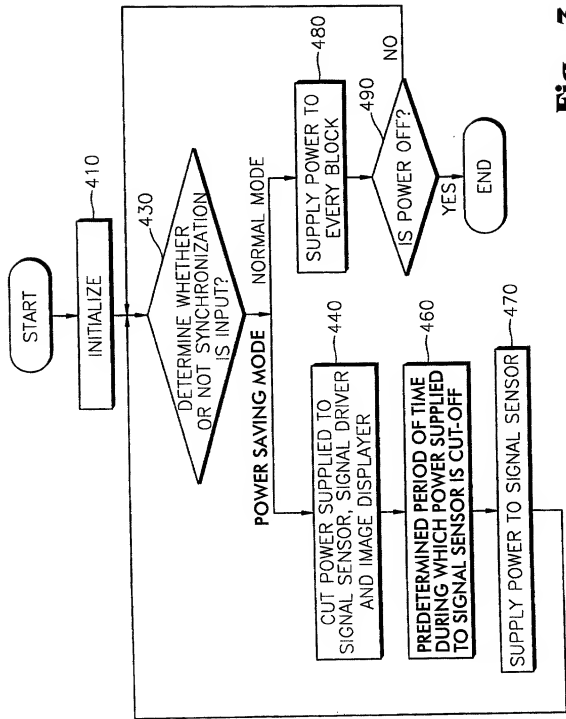 START
410
INITIALIZE
430
DETERMINE WHETHER
OR NOT SYNCHRONIZATION
IS INPUT?
POWER SAVING MODE
NORMAL MODE
440
CUT POWER SUPPLIED TO
SIGNAL SENSOR, SIGNAL DRIVER
AND IMAGE DISPLAYER
460
PREDETERMINED PERIOD OF TIME
DURING WHICH POWER SUPPLIED
TO SIGNAL SENSOR IS CUT-OFF
470
SUPPLY POWER TO SIGNAL SENSOR
480
SUPPLY POWER TO
EVERY BLOCK
490
IS POWER OFF?
NO
YES
END
Fig.